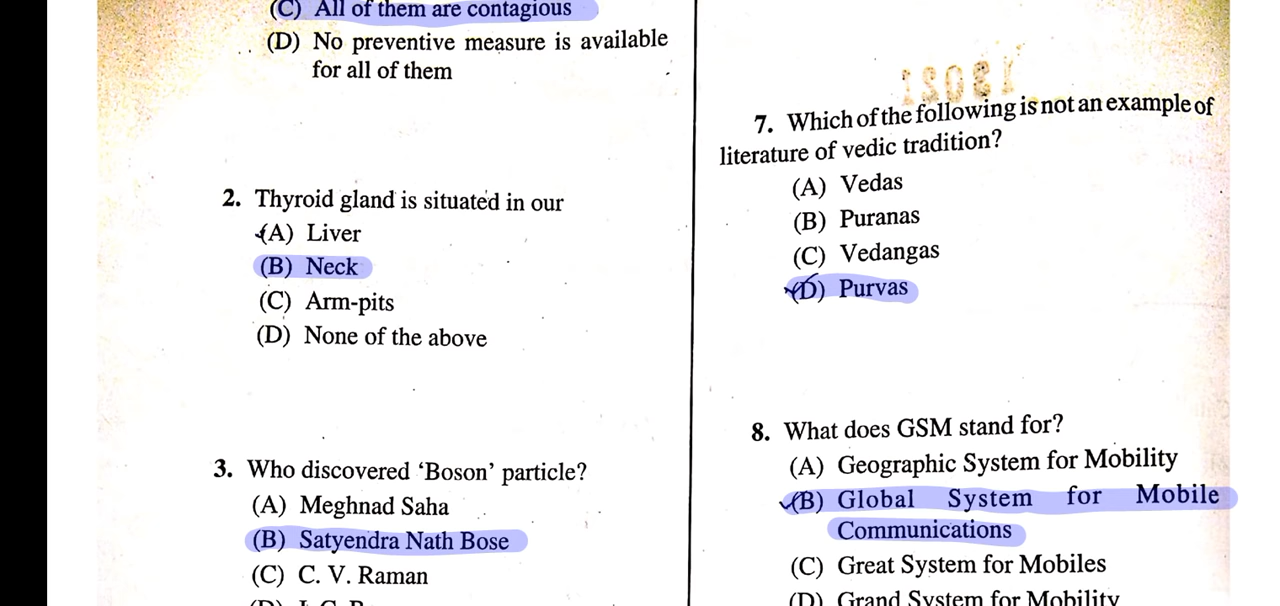 (C) All of them are contagious
(D) No preventive measure is available
for all of them
2. Thyroid gland is situated in our
(A) Liver
(B) Neck
(C) Arm-pits
(D) None of the above
3. Who discovered ‘Boson’ particle?
(A) Meghnad Saha
(B) Satyendra Nath Bose
(C) C. V. Raman
7. Which of the following is not an example of
literature of vedic tradition?
(A) Vedas
(B) Puranas
(C) Vedangas
(D) Purvas
8. What does GSM stand for?
(A) Geographic System for Mobility
(B) Global System for Mobile
Communications
(C) Great System for Mobiles
(D) Grand System for Mobility